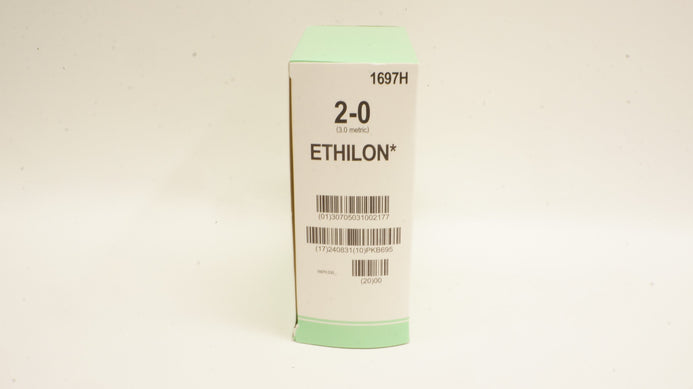 1697H
2-0
(3.0 metric)
ETHILON*
(01)30705031002177
(17)240831(10)PKB695
(20)00